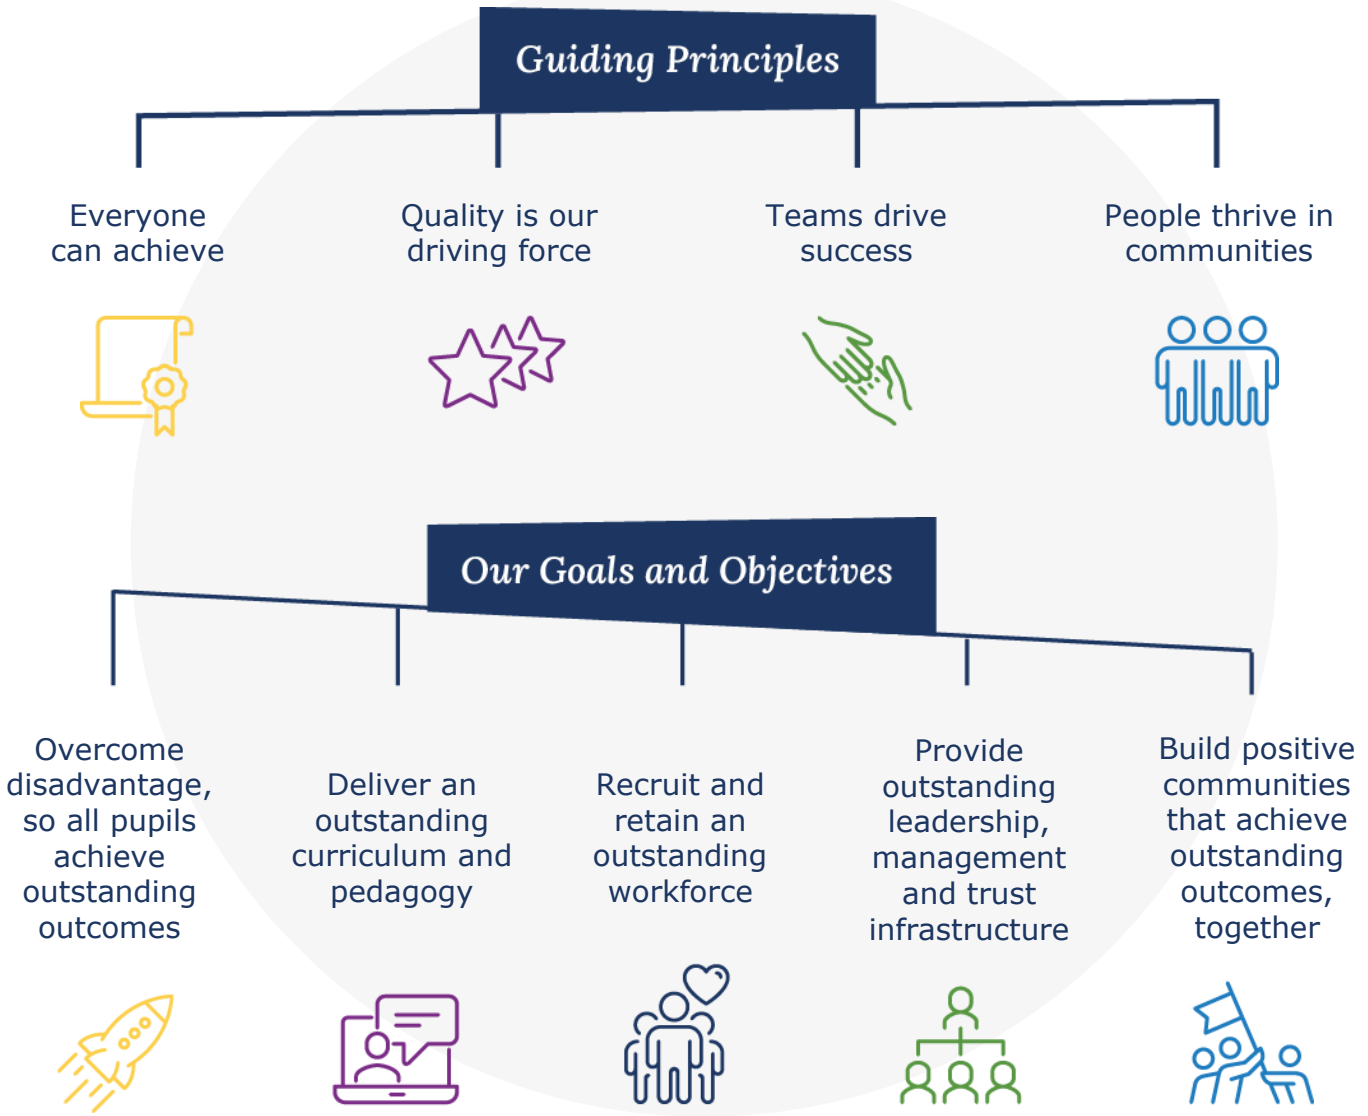 Guiding Principles
Everyone
can achieve
Quality is our
driving force
Teams drive
success
People thrive in
communities
Our Goals and Objectives
Overcome
disadvantage,
so all pupils
achieve
outstanding
outcomes
Deliver an
outstanding
curriculum and
pedagogy
Recruit and
retain an
outstanding
workforce
Provide
outstanding
leadership,
management
and trust
infrastructure
Build positive
communities
that achieve
outstanding
outcomes,
together